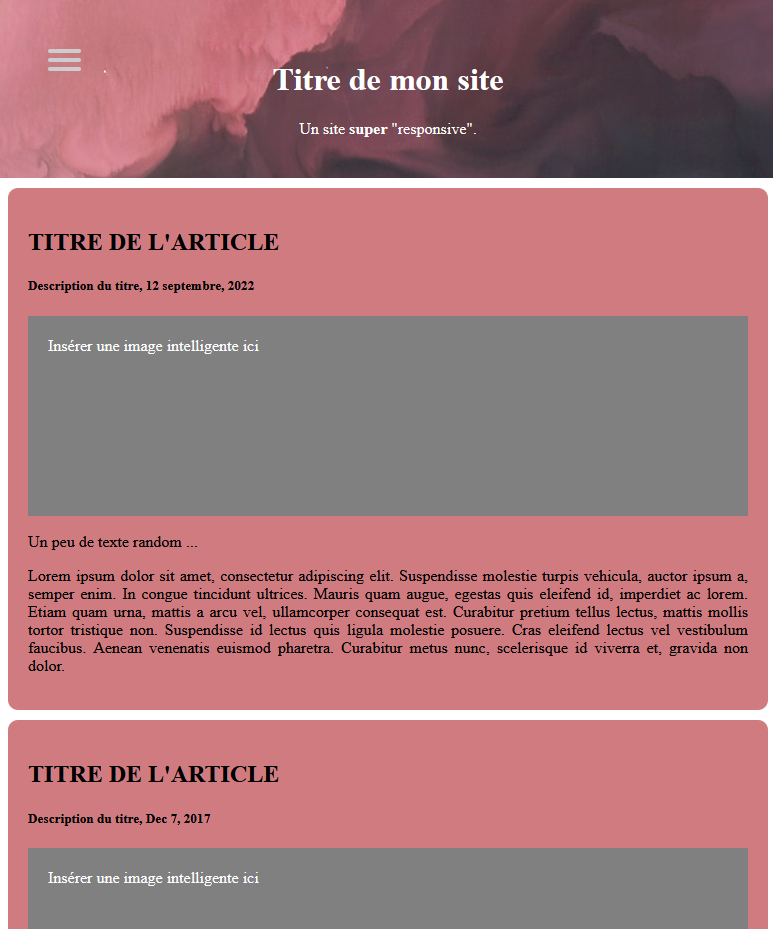 Titre de mon site
Un site super "responsive".
TITRE DE L'ARTICLE
Description du titre, 12 septembre, 2022
Insérer une image intelligente ici
Un peu de texte random ...
Lorem ipsum dolor sit amet, consectetur adipiscing elit. Suspendisse molestie turpis vehicula, auctor ipsum a,
semper enim. In congue tincidunt ultrices. Mauris quam augue, egestas quis eleifend id, imperdiet ac lorem.
Etiam quam urna, mattis a arcu vel, ullamcorper consequat est. Curabitur pretium tellus lectus, mattis mollis
tortor tristique non. Suspendisse id lectus quis ligula molestie posuere. Cras eleifend lectus vel vestibulum
faucibus. Aenean venenatis euismod pharetra. Curabitur metus nunc, scelerisque id viverra et, gravida non
dolor.
TITRE DE L'ARTICLE
Description du titre, Dec 7, 2017
Insérer une image intelligente ici